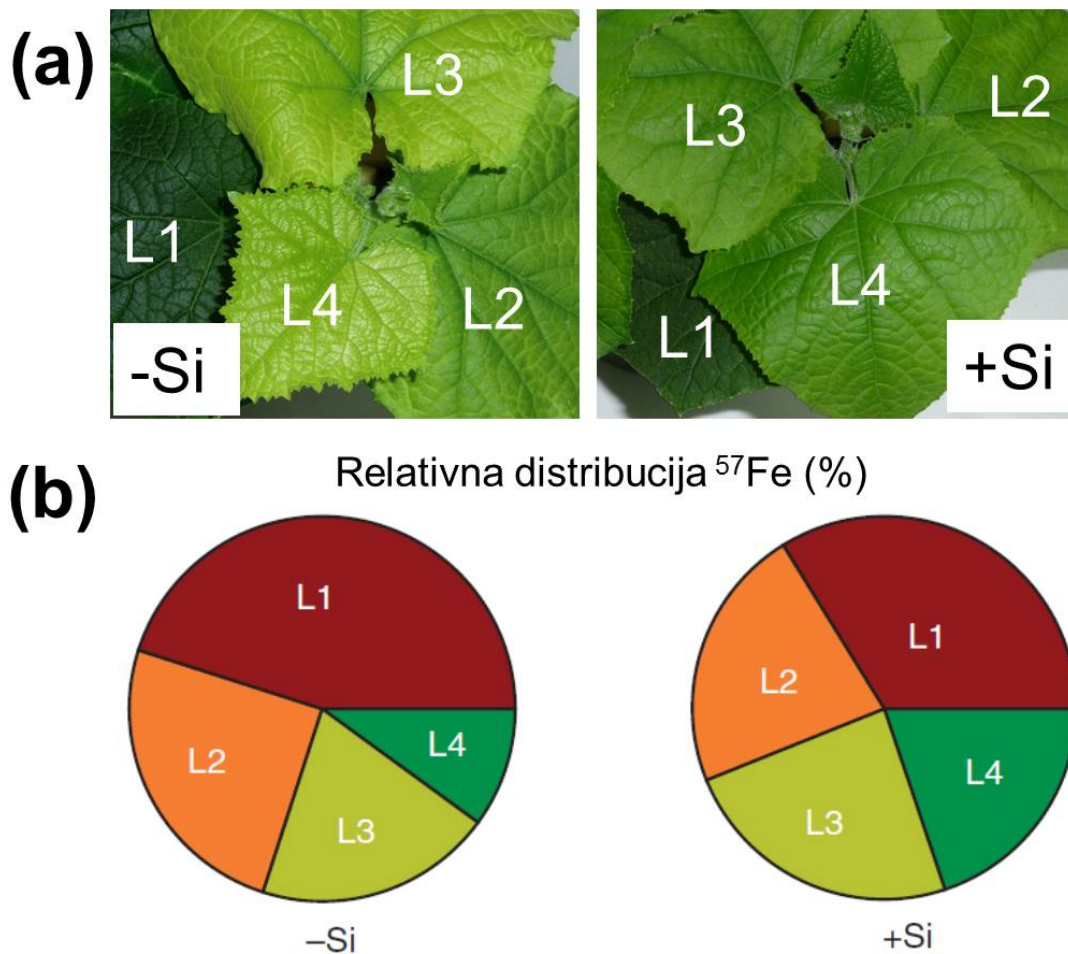 (a)
L3
L1
L4
L2
-Si
L3
L2
L1
L4
+Si
(b)
Relativna distribucija ⁵⁷Fe (%)
L1
L2
L3
L4
–Si
L1
L2
L3
L4
+Si